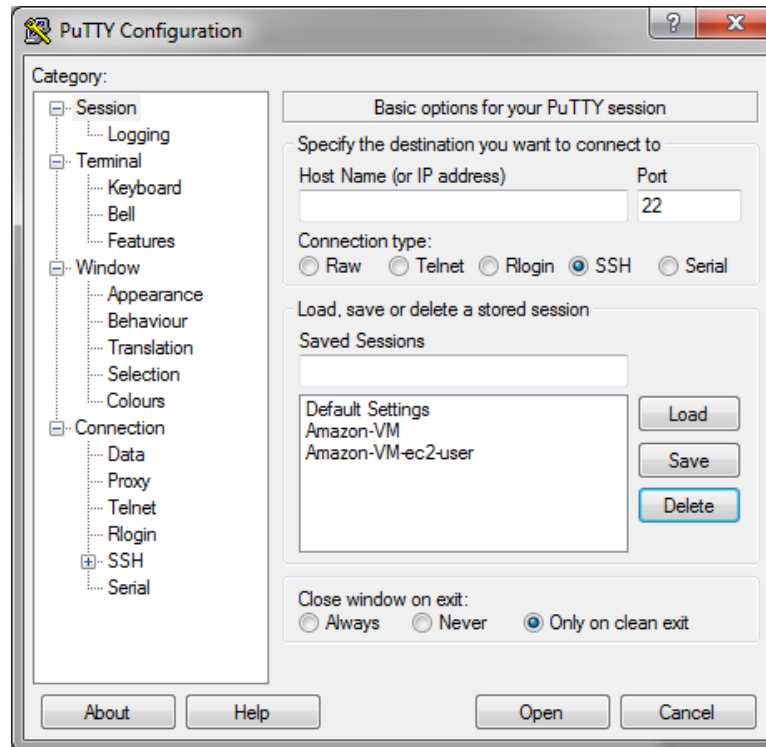 PuTTY Configuration
?
X
Category:
Session
Logging
Terminal
Keyboard
Bell
Features
Window
Appearance
Behaviour
Translation
Selection
Colours
Connection
Data
Proxy
Telnet
Rlogin
SSH
Serial
Basic options for your PuTTY session
Specify the destination you want to connect to
Host Name (or IP address) Port
22
Connection type:
Raw Telnet Rlogin SSH Serial
Load, save or delete a stored session
Saved Sessions
Default Settings
Amazon-VM
Amazon-VM-ec2-user
Load
Save
Delete
Close window on exit:
Always Never Only on clean exit
About Help Open Cancel